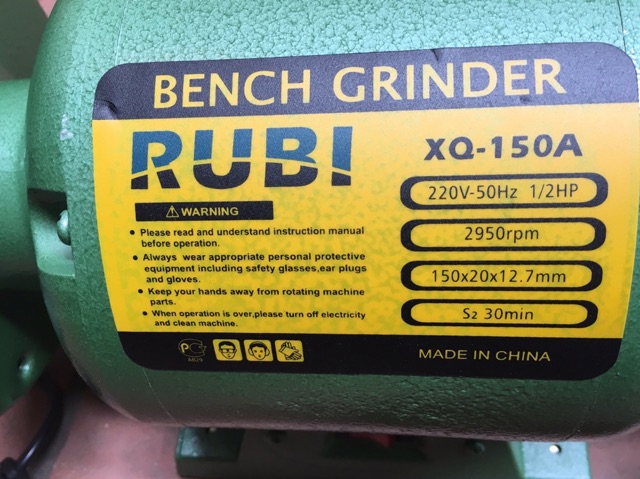 BENCH GRINDER
RUBI
XQ-150A
WARNING
• Please read and understand instruction manual
before operation.
• Always wear appropriate personal protective
equipment including safety glasses,ear plugs
and gloves.
• Keep your hands away from rotating machine
parts.
• When operation is over,please turn off electricity
and clean machine.
220V-50Hz 1/2HP
2950rpm
150x20x12.7mm
S2 30min
MADE IN CHINA